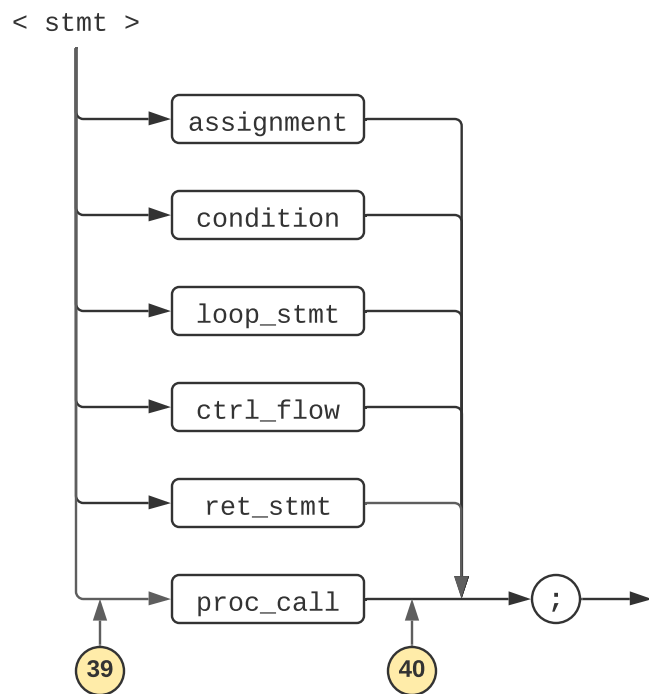 < stmt >
assignment
condition
loop_stmt
ctrl_flow
ret_stmt
proc_call ;
39 40